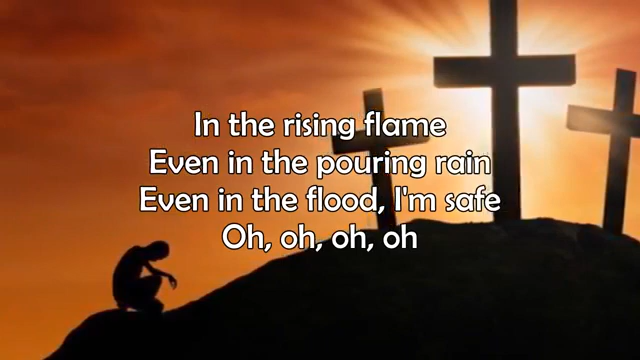 In the rising flame
Even in the pouring rain
Even in the flood, I'm safe
Oh, oh, oh, oh